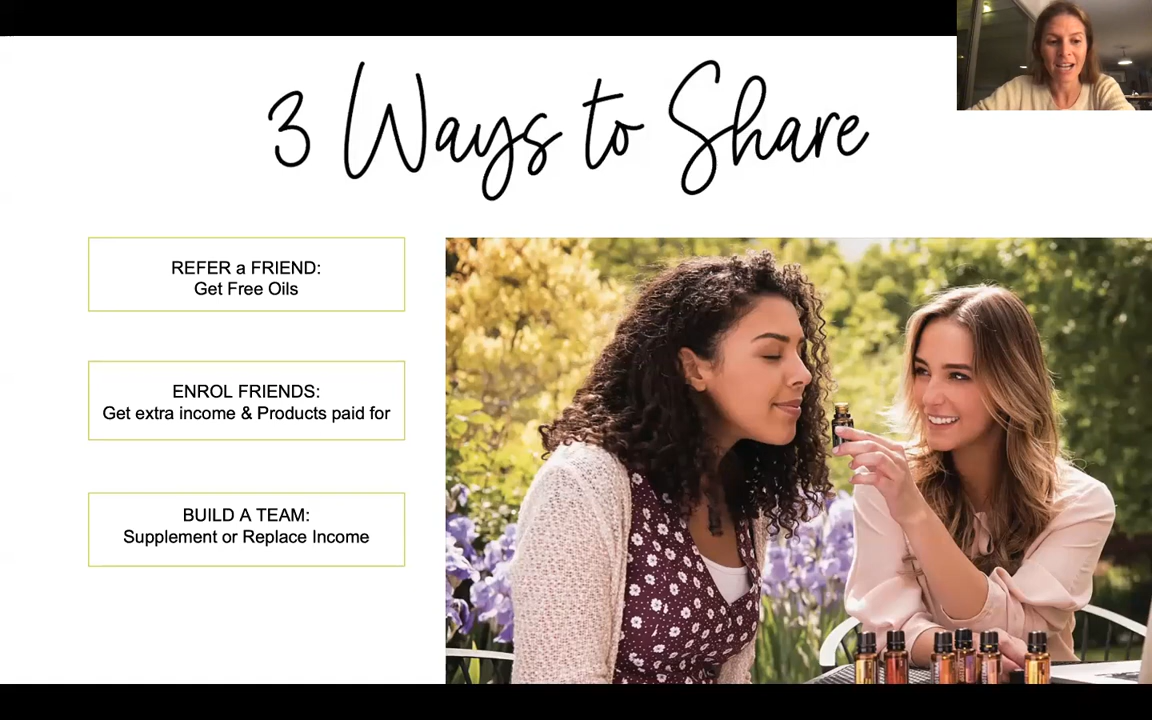 3 Ways to Share
REFER a FRIEND:
Get Free Oils
ENROL FRIENDS:
Get extra income & Products paid for
BUILD A TEAM:
Supplement or Replace Income